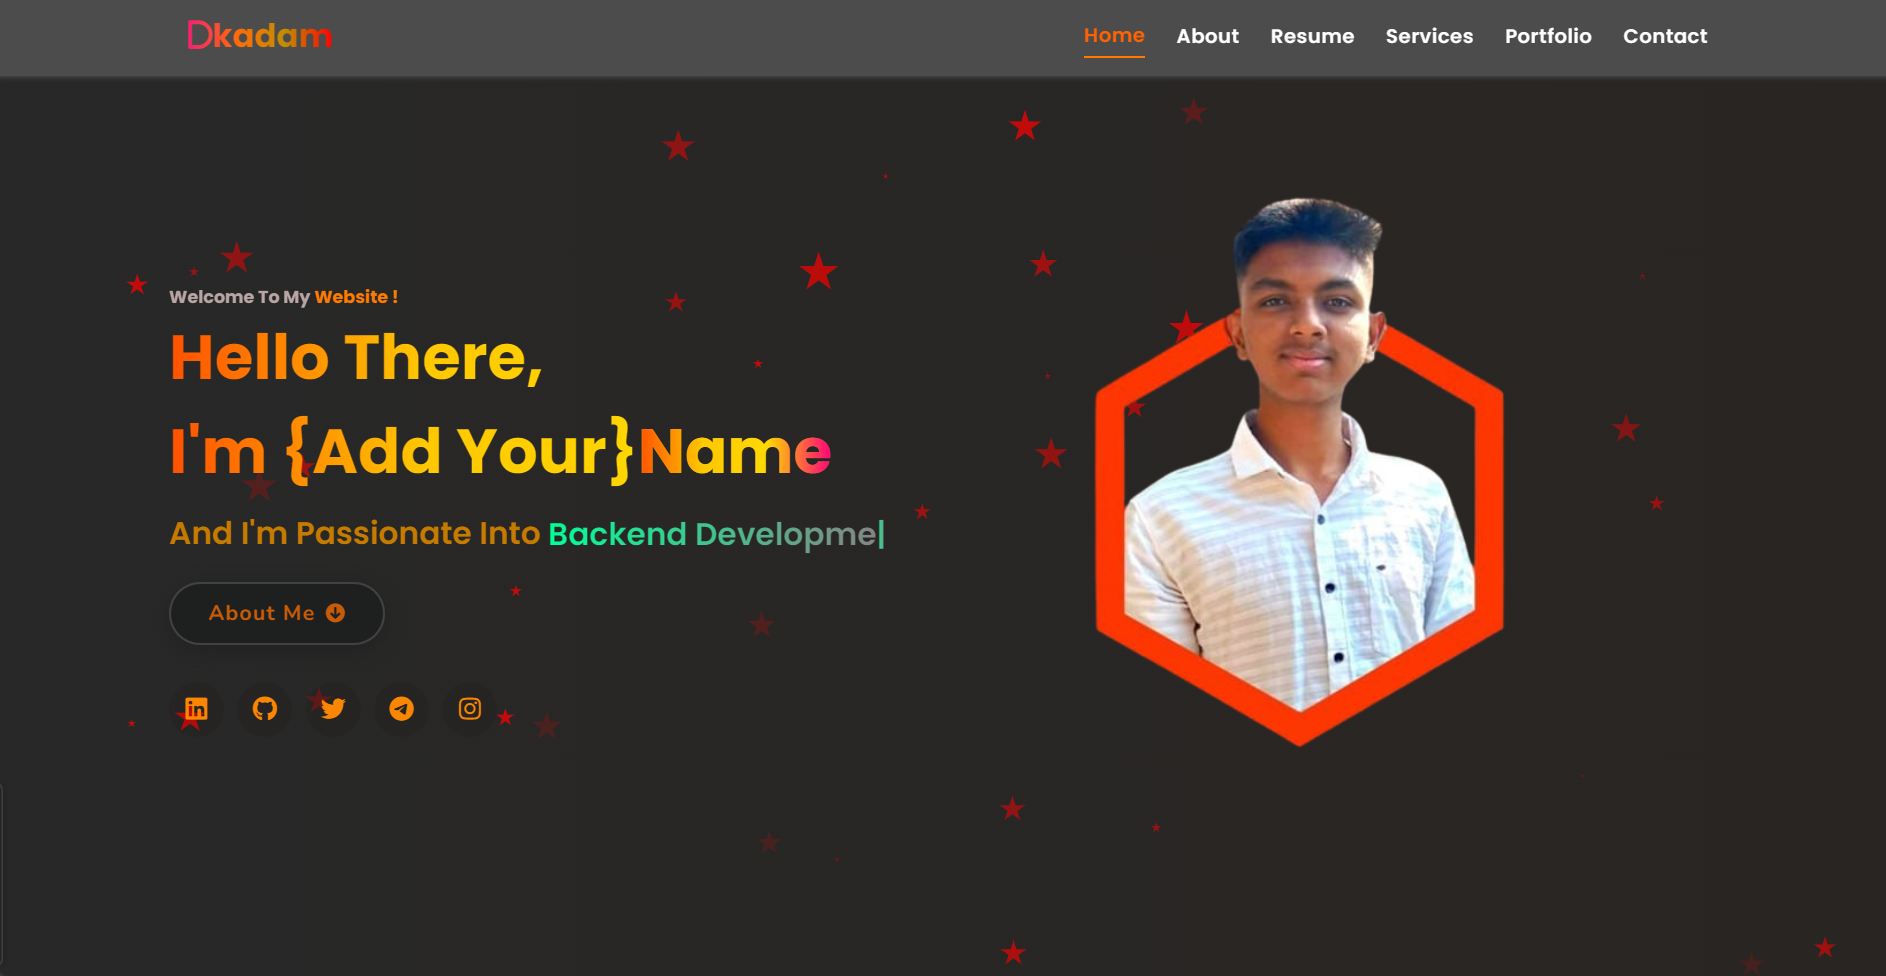 Dkadam
Home About Resume Services Portfolio Contact
Welcome To My Website !
Hello There,
I'm {Add Your}Name
And I'm Passionate Into Backend Developme|
About Me